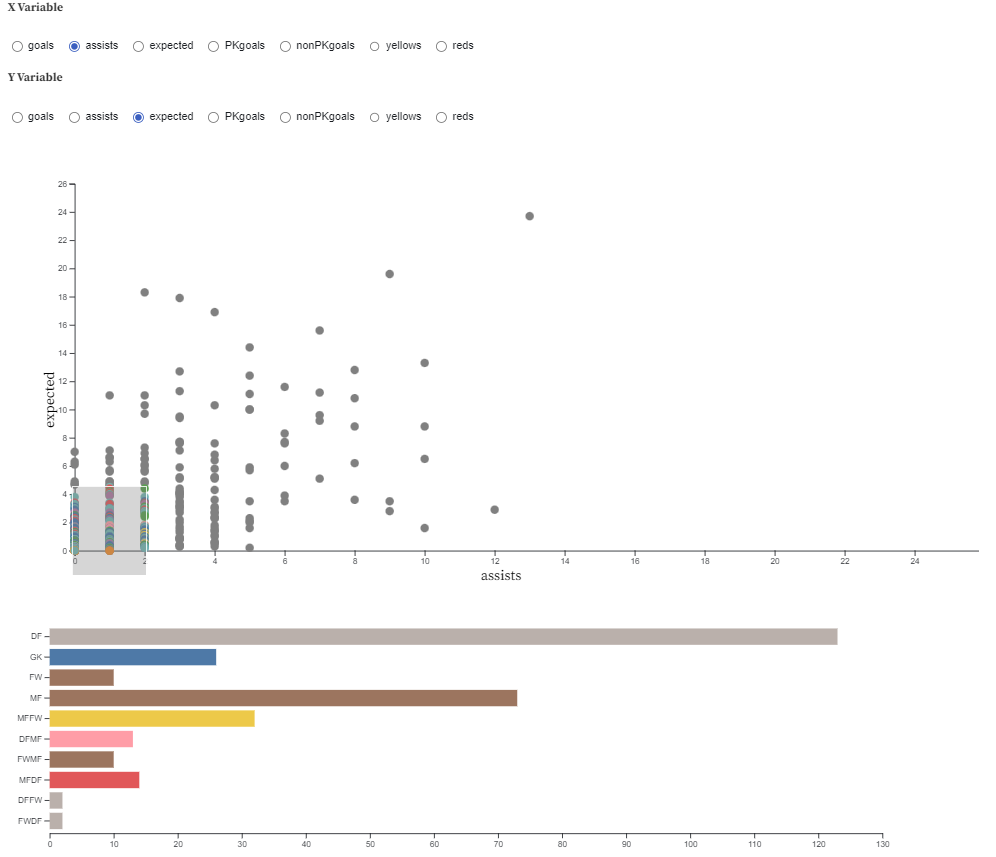 X Variable
goals assists expected PKgoals nonPKgoals yellows reds
Y Variable
goals assists expected PKgoals nonPKgoals yellows reds
26
24
22
20
18
16
14
12
10
8
6
4
2
0
expected
0 2 4 6 8 10 12 14 16 18 20 22 24
assists
DF
GK
FW
MF
MFFW
DFMF
FWMF
MFDF
DFFW
FWDF
0 10 20 30 40 50 60 70 80 90 100 110 120 130